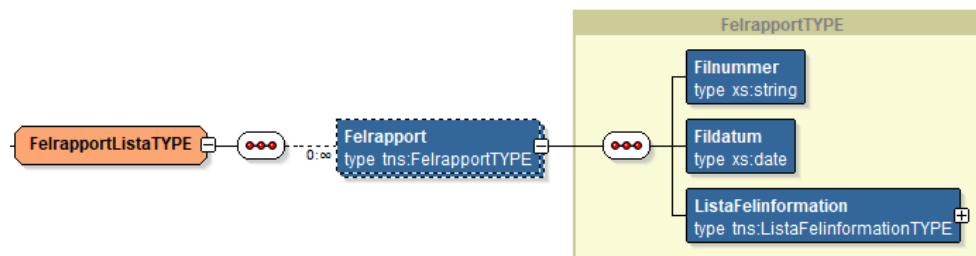 FelrapportTYPE
Filnummer
type xs:string
FelrapportListaTYPE
0:∞
Felrapport
type tns:FelrapportTYPE
Fildatum
type xs:date
ListaFelinformation
type tns:ListaFelinformationTYPE